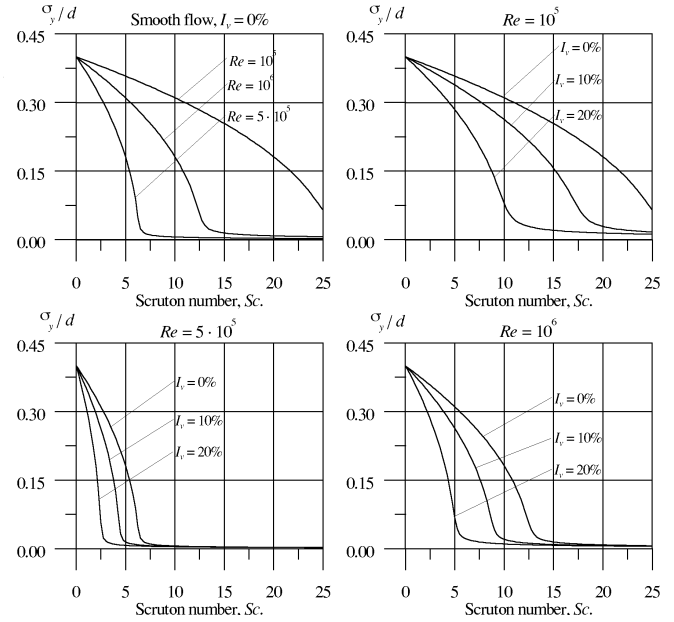 σy / d
Smooth flow, Iv = 0%
0.45
0.30
0.15
0.00
Re = 10^5
Re = 10^6
Re = 5 · 10^5
0 5 10 15 20 25
Scruton number, Sc.
σy / d
Re = 10^5
0.45
0.30
0.15
0.00
Iv = 0%
Iv = 10%
Iv = 20%
0 5 10 15 20 25
Scruton number, Sc.
σy / d
Re = 5 · 10^5
0.45
0.30
0.15
0.00
Iv = 0%
Iv = 10%
Iv = 20%
0 5 10 15 20 25
Scruton number, Sc.
σy / d
Re = 10^6
0.45
0.30
0.15
0.00
Iv = 0%
Iv = 10%
Iv = 20%
0 5 10 15 20 25
Scruton number, Sc.